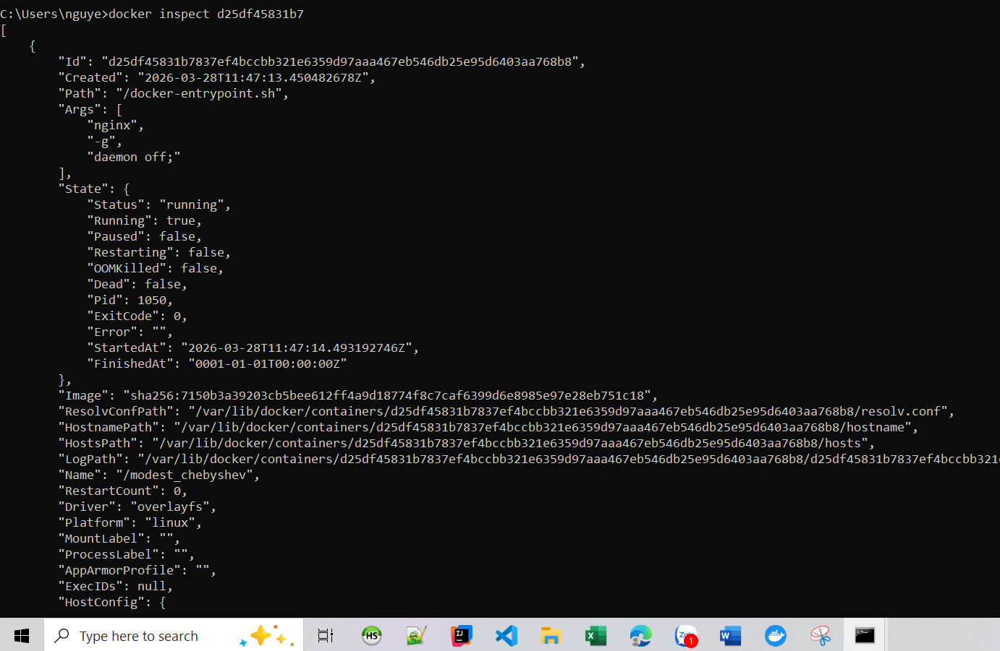 C:\Users\nguye>docker inspect d25df45831b7
[
    {
        "Id": "d25df45831b7837ef4bccbb321e6359d97aaa467eb546db25e95d6403aa768b8",
        "Created": "2026-03-28T11:47:13.450482678Z",
        "Path": "/docker-entrypoint.sh",
        "Args": [
            "nginx",
            "-g",
            "daemon off;"
        ],
        "State": {
            "Status": "running",
            "Running": true,
            "Paused": false,
            "Restarting": false,
            "OOMKilled": false,
            "Dead": false,
            "Pid": 1050,
            "ExitCode": 0,
            "Error": "",
            "StartedAt": "2026-03-28T11:47:14.493192746Z",
            "FinishedAt": "0001-01-01T00:00:00Z"
        },
        "Image": "sha256:7150b3a39203cb5bee612ff4a9d18774f8c7caf6399d6e8985e97e28eb751c18",
        "ResolvConfPath": "/var/lib/docker/containers/d25df45831b7837ef4bccbb321e6359d97aaa467eb546db25e95d6403aa768b8/resolv.conf",
        "HostnamePath": "/var/lib/docker/containers/d25df45831b7837ef4bccbb321e6359d97aaa467eb546db25e95d6403aa768b8/hostname",
        "HostsPath": "/var/lib/docker/containers/d25df45831b7837ef4bccbb321e6359d97aaa467eb546db25e95d6403aa768b8/hosts",
        "LogPath": "/var/lib/docker/containers/d25df45831b7837ef4bccbb321e6359d97aaa467eb546db25e95d6403aa768b8/d25df45831b7837ef4bccbb321
        "Name": "/modest_chebyshev",
        "RestartCount": 0,
        "Driver": "overlayfs",
        "Platform": "linux",
        "MountLabel": "",
        "ProcessLabel": "",
        "AppArmorProfile": "",
        "ExecIDs": null,
        "HostConfig": {
Type here to search
HS
IJ
1
W